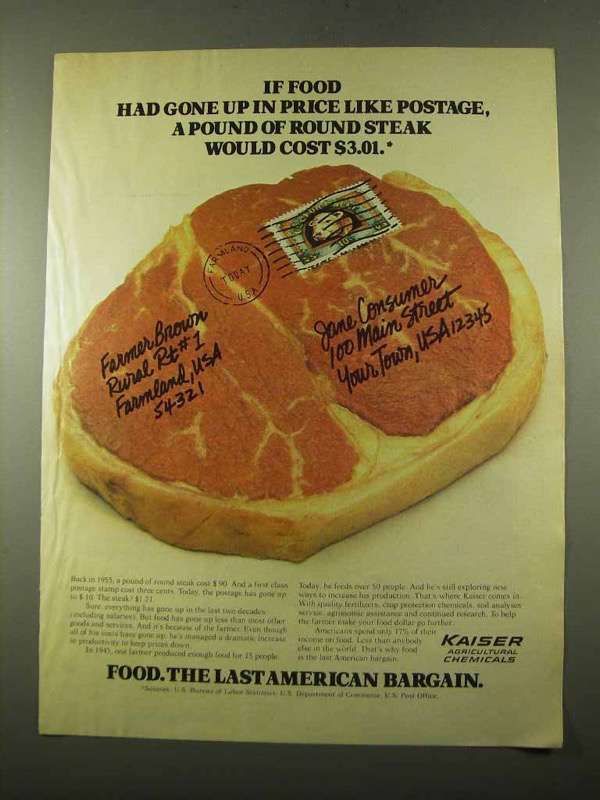 IF FOOD
HAD GONE UP IN PRICE LIKE POSTAGE,
A POUND OF ROUND STEAK
WOULD COST $3.01.*
FARMLAND
TODAY
U.S.A.
10¢
Farmer Brown
Rural Rt #1
Farmland, USA
54321
Jane Consumer
100 Main Street
Your Town, USA 12345
Back in 1955, a pound of round steak cost $.90. And a first class
postage stamp cost three cents. Today, the postage has gone up
to $.10. The steak? $1.21.
Sure, everything has gone up in the last two decades
(including salaries). But food has gone up less than most other
goods and services. And it's because of the farmer. Even though
all of his costs have gone up, he's managed a dramatic increase
in productivity to keep prices down.
In 1945, one farmer produced enough food for 15 people.
Today, he feeds over 50 people. And he's still exploring new
ways to increase his production. That's where Kaiser comes in.
With quality fertilizers, crop protection chemicals, soil analyses
service, agronomic assistance and continued research. To help
the farmer make your food dollar go further.
Americans spend only 17% of their
income on food. Less than anybody
else in the world. That's why food
is the last American bargain.
KAISER
AGRICULTURAL
CHEMICALS
FOOD. THE LAST AMERICAN BARGAIN.
*Sources: U.S. Bureau of Labor Statistics, U.S. Department of Commerce, U.S. Post Office.